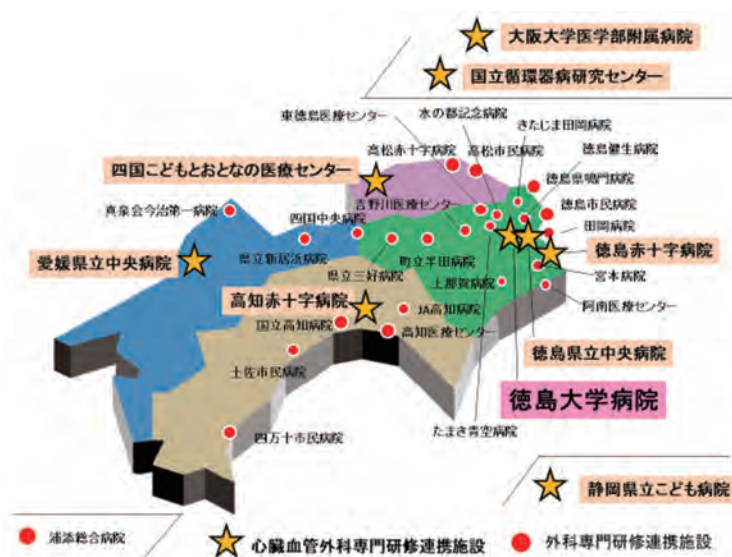 大阪大学医学部附属病院
国立循環器病研究センター
水の都記念病院
東徳島医療センター
きたじま田岡病院
高松赤十字病院
高松市民病院
徳島健生病院
四国こどもとおとなの医療センター
徳島県鳴門病院
吉野川医療センター
真泉会今治第一病院
四国中央病院
徳島市民病院
田岡病院
愛媛県立中央病院
県立新居浜病院
町立半田病院
徳島赤十字病院
県立三好病院
上那賀病院
宮本病院
高知赤十字病院
JA高知病院
阿南医療センター
国立高知病院
高知医療センター
徳島県立中央病院
土佐市民病院
徳島大学病院
たまき青空病院
四万十市民病院
静岡県立こども病院
浦添総合病院
心臓血管外科専門研修連携施設
外科専門研修連携施設